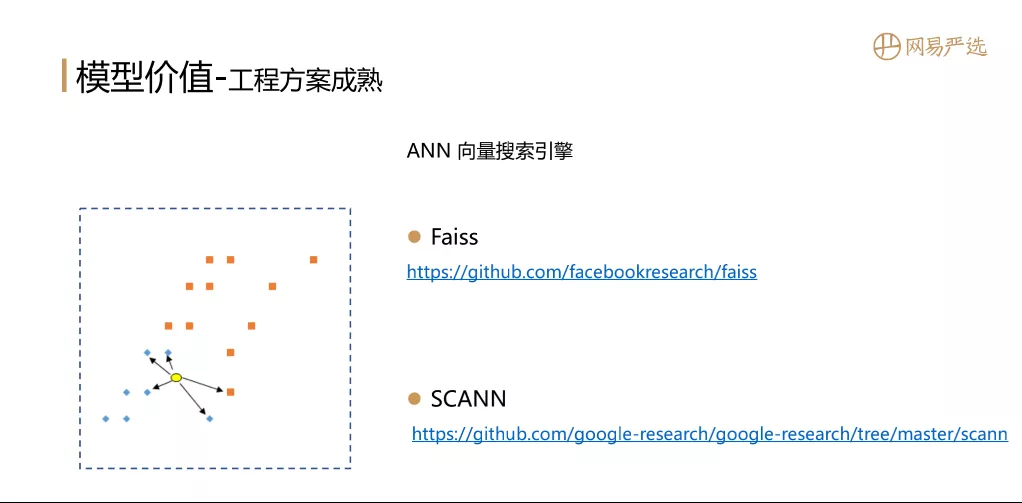 网易严选
模型价值-工程方案成熟
ANN 向量搜索引擎
Faiss
https://github.com/facebookresearch/faiss
SCANN
https://github.com/google-research/google-research/tree/master/scann